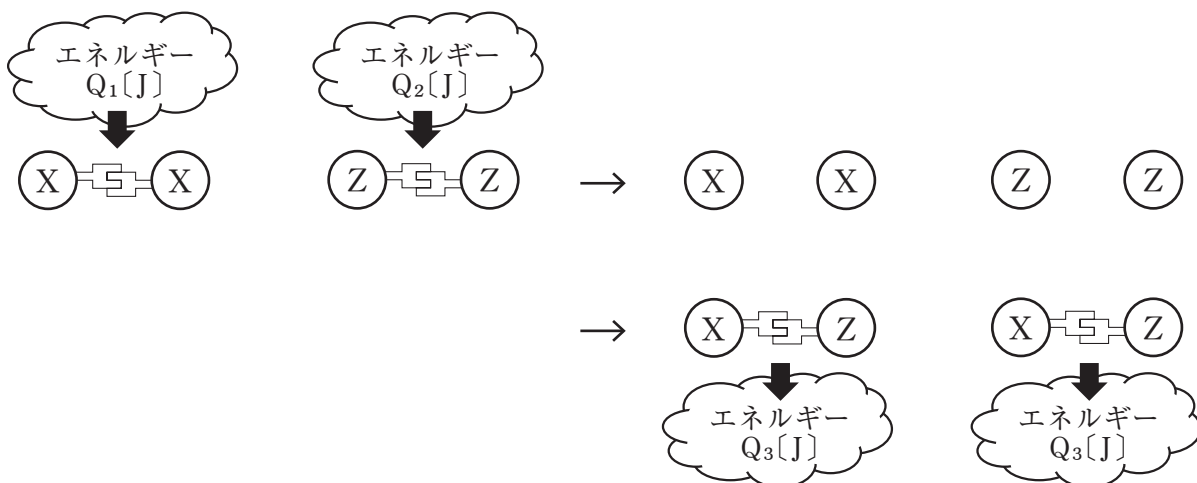 エネルギー エネルギー
Q₁〔J〕 Q₂〔J〕
X X Z Z → X X Z Z
→ X Z X Z
エネルギー エネルギー
Q₃〔J〕 Q₃〔J〕